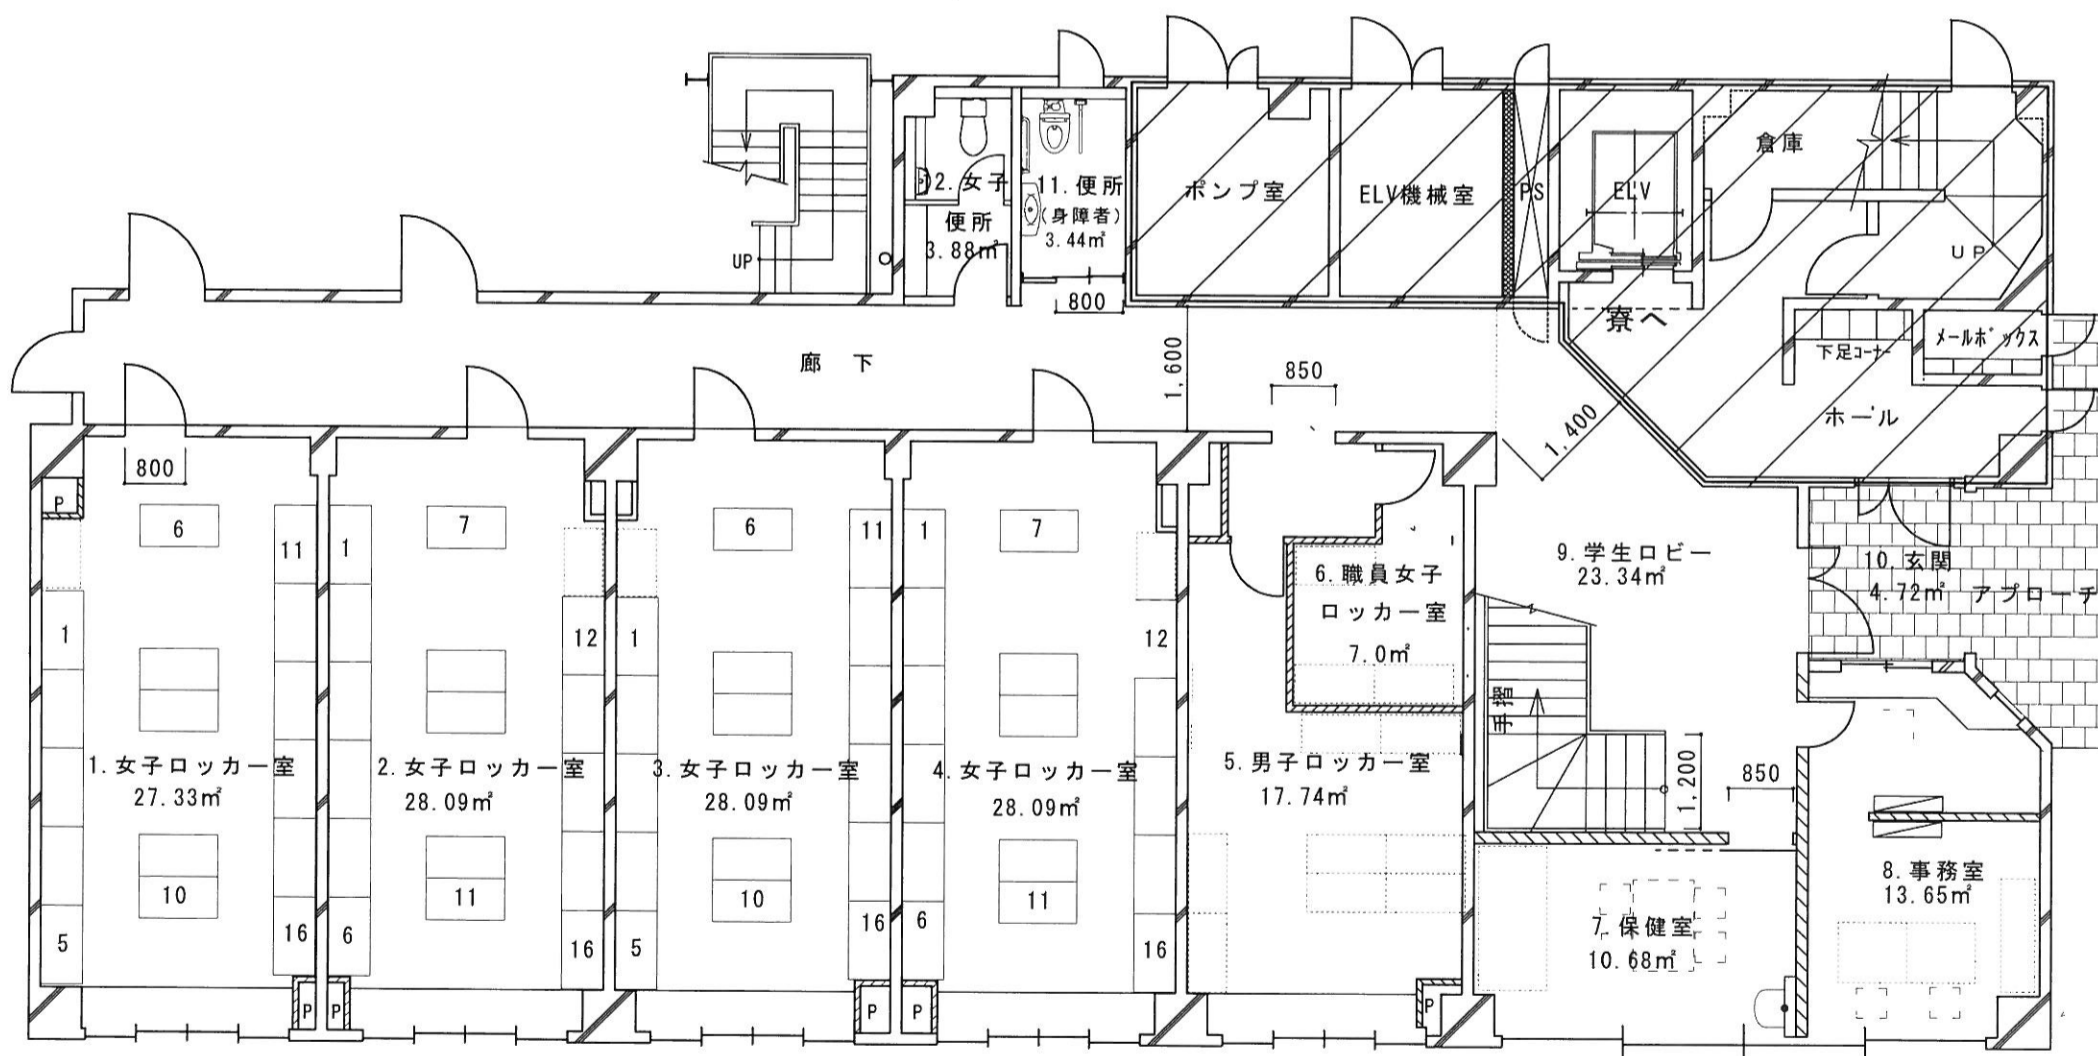 UP
2. 女子
便所
3.88㎡
11. 便所
(身障者)
3.44㎡
800
ポンプ室
ELV機械室
PS
ELV
倉庫
UP
寮へ
下足コーナー
メールボックス
ホール
廊 下
1,600
850
1,400
800
P
6
11
1
7
6
11
1
7
1
12
1
12
1. 女子ロッカー室
27.33㎡
2. 女子ロッカー室
28.09㎡
3. 女子ロッカー室
28.09㎡
4. 女子ロッカー室
28.09㎡
5. 男子ロッカー室
17.74㎡
6. 職員女子
ロッカー室
7.0㎡
9. 学生ロビー
23.34㎡
10. 玄関
4.72㎡
アプローチ
手摺
1,200
850
10
11
10
11
5
16
6
16
5
16
6
16
7. 保健室
10.68㎡
8. 事務室
13.65㎡
P
P
P
P
P